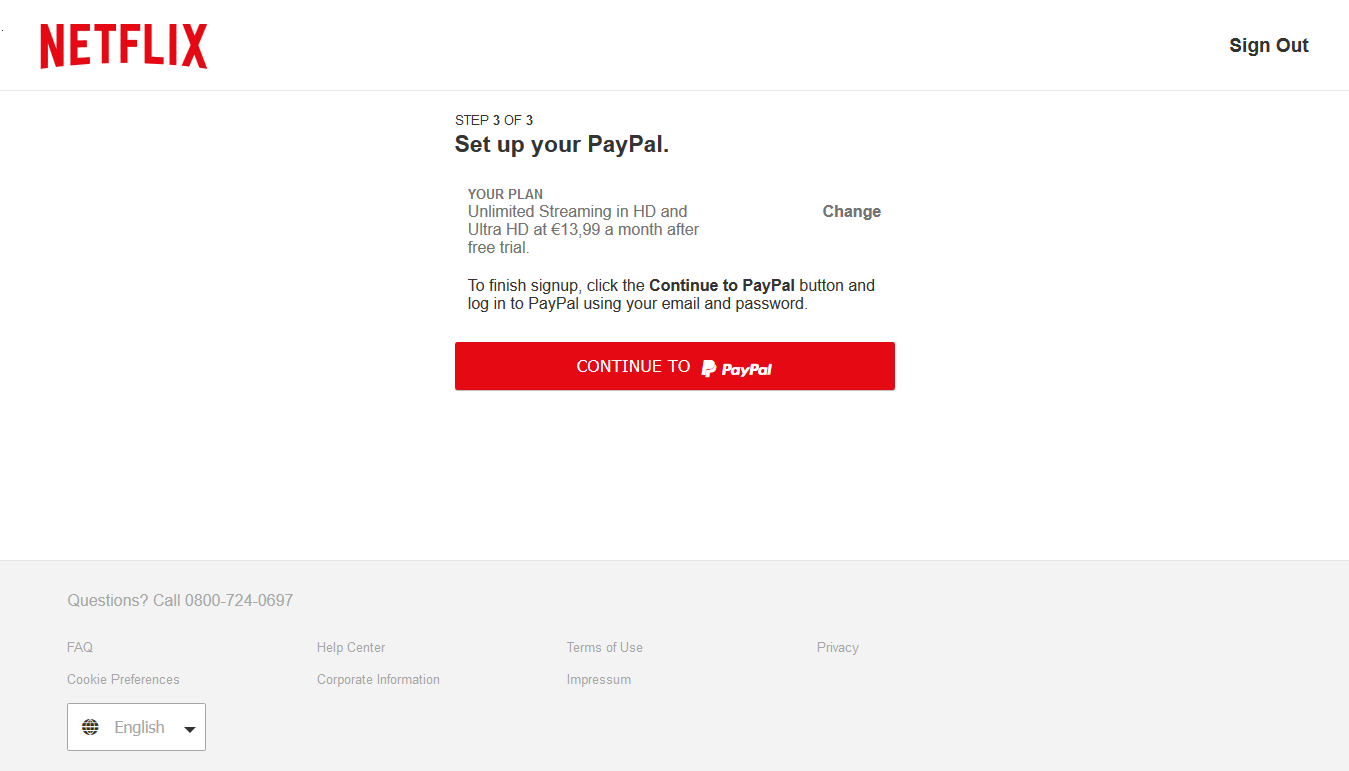 NETFLIX
Sign Out
STEP 3 OF 3
Set up your PayPal.
YOUR PLAN
Unlimited Streaming in HD and
Ultra HD at €13,99 a month after
free trial.
Change
To finish signup, click the Continue to PayPal button and
log in to PayPal using your email and password.
CONTINUE TO PayPal
Questions? Call 0800-724-0697
FAQ
Help Center
Terms of Use
Privacy
Cookie Preferences
Corporate Information
Impressum
English